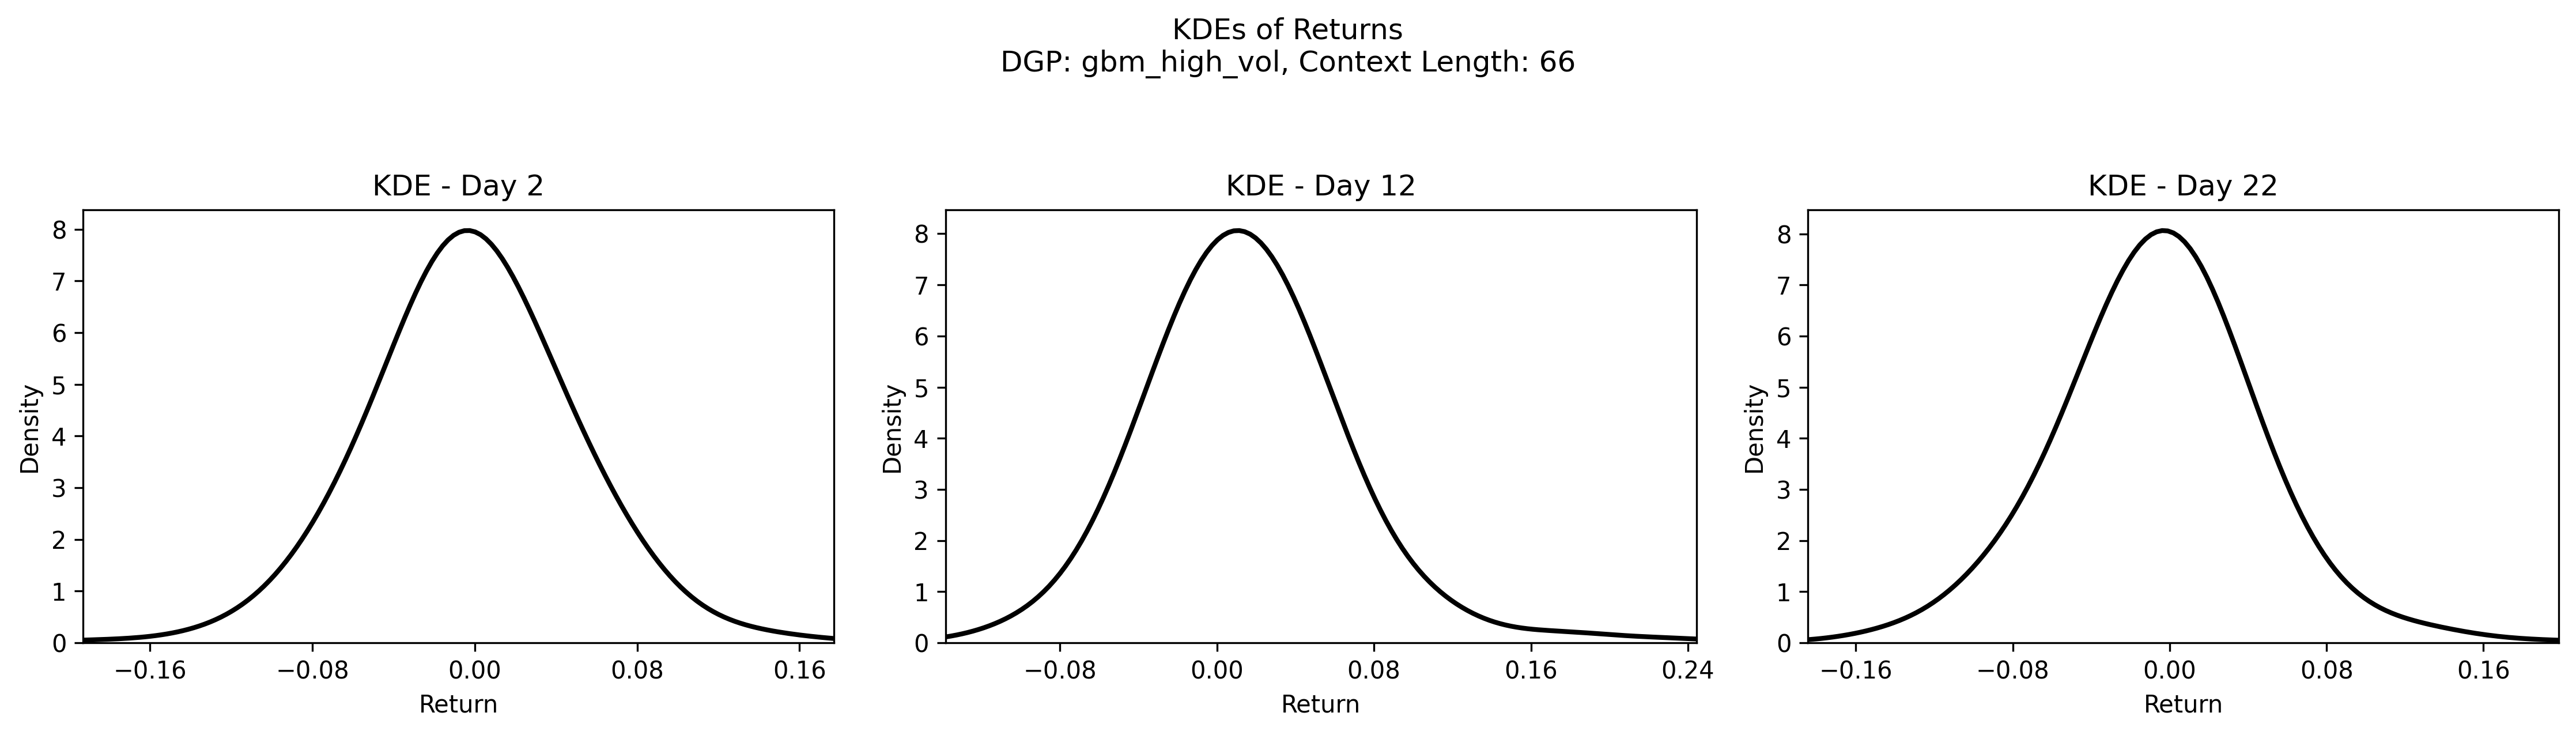 KDEs of Returns
DGP: gbm_high_vol, Context Length: 66
KDE - Day 2
8
7
6
5
4
3
2
1
0
Density
−0.16 −0.08 0.00 0.08 0.16
Return
KDE - Day 12
8
7
6
5
4
3
2
1
0
Density
−0.08 0.00 0.08 0.16 0.24
Return
KDE - Day 22
8
7
6
5
4
3
2
1
0
Density
−0.16 −0.08 0.00 0.08 0.16
Return